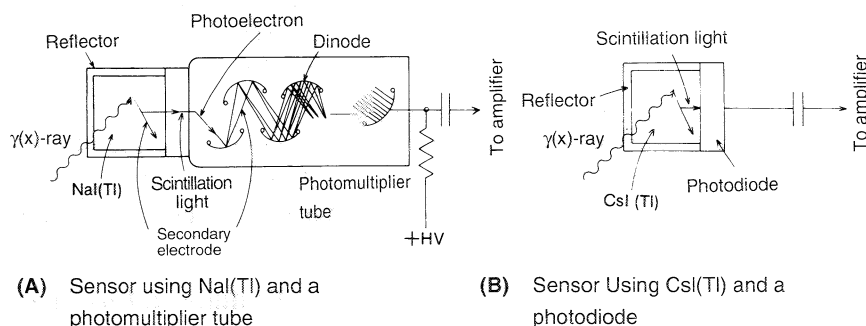 Photoelectron
Reflector
Dinode
γ(x)-ray
NaI(Tl)
Scintillation
light
Secondary
electrode
Photomultiplier
tube
+HV
To amplifier
(A) Sensor using NaI(Tl) and a
photomultiplier tube
Scintillation light
Reflector
γ(x)-ray
CsI (Tl)
Photodiode
To amplifier
(B) Sensor Using CsI(Tl) and a
photodiode